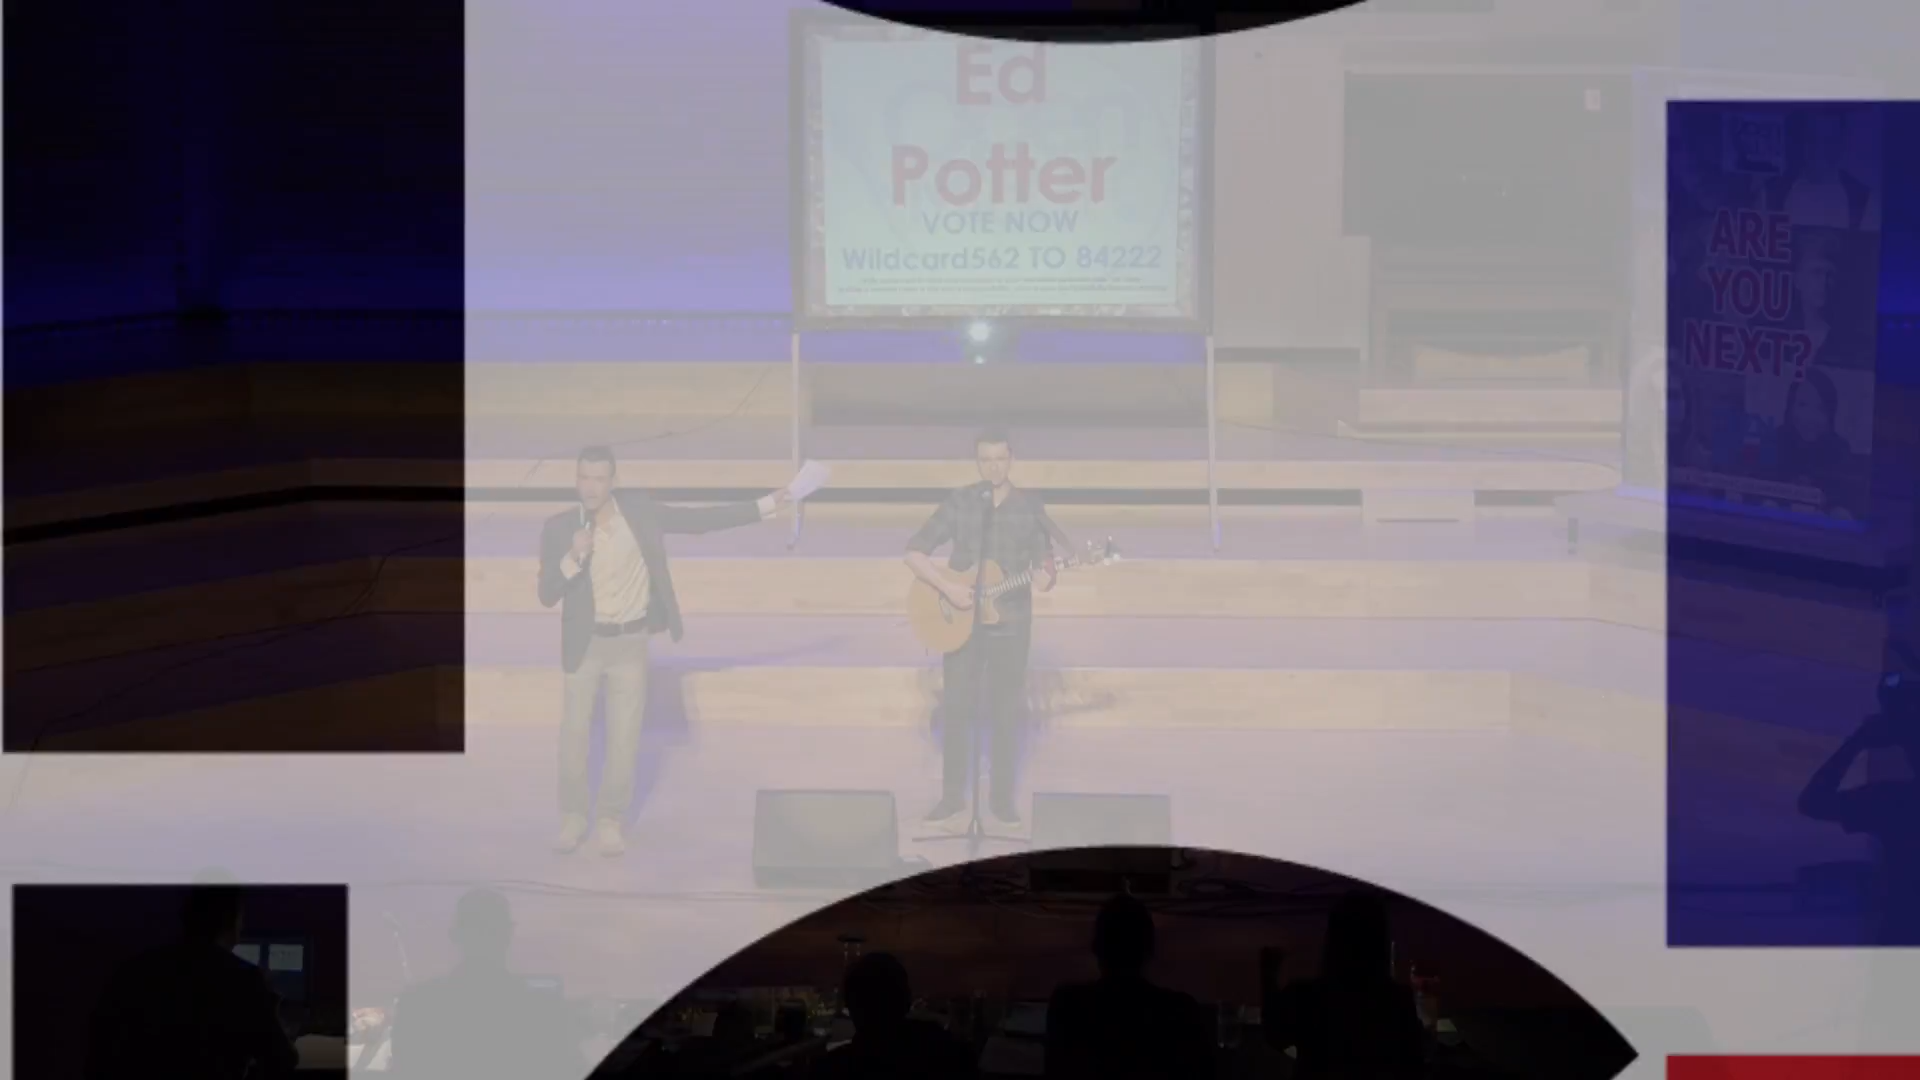 Ed
Potter
VOTE NOW
Wildcard562 TO 84222
ARE
YOU
NEXT?